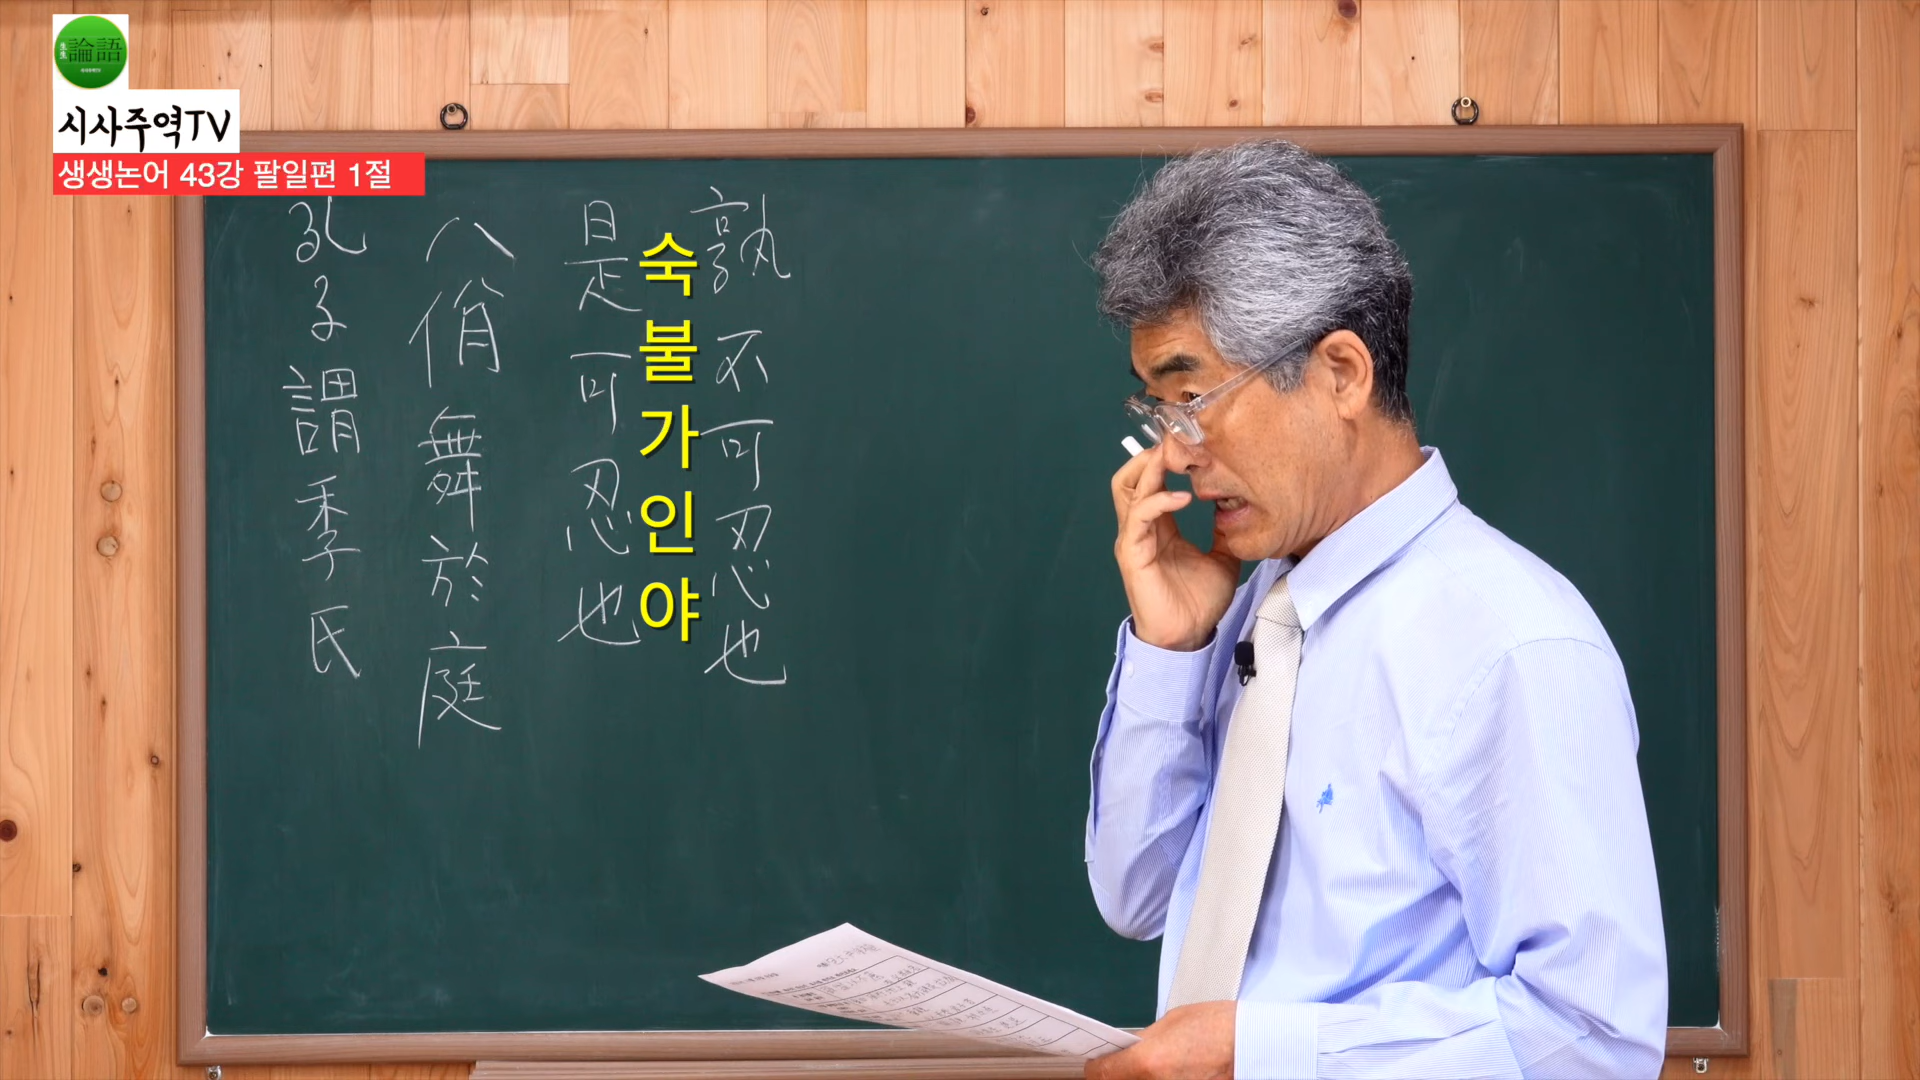 生生 論語
시사주역TV
생생논어 43강 팔일편 1절
孔子謂季氏
八佾舞於庭
是可忍也
숙불가인야
孰不可忍也